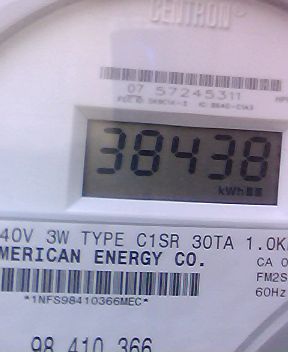 CENTRON®
07 57245311
38438
kWh
40V 3W TYPE C1SR 30TA 1.0K
MERICAN ENERGY CO.
CA 0
FM2S
60Hz
*1NFS98410366MEC*
98 410 366